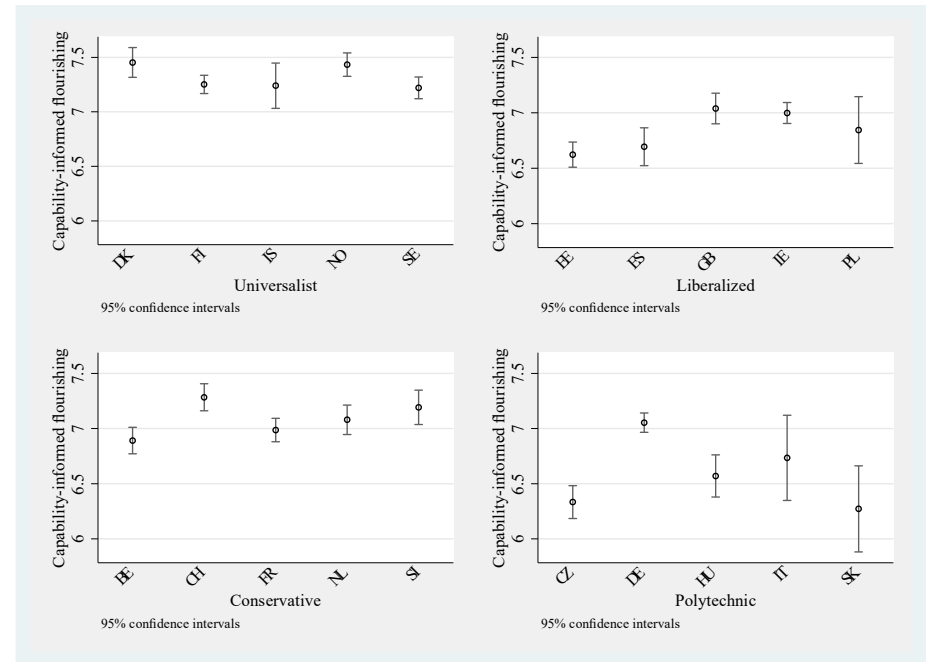 Capability-informed flourishing
7.5
7
6.5
6
DK FI IS NO SE
Universalist
95% confidence intervals
Capability-informed flourishing
7.5
7
6.5
6
EE ES GB IE PL
Liberalized
95% confidence intervals
Capability-informed flourishing
7.5
7
6.5
6
BE CH FR NL SI
Conservative
95% confidence intervals
Capability-informed flourishing
7.5
7
6.5
6
CZ DE HU IT SK
Polytechnic
95% confidence intervals